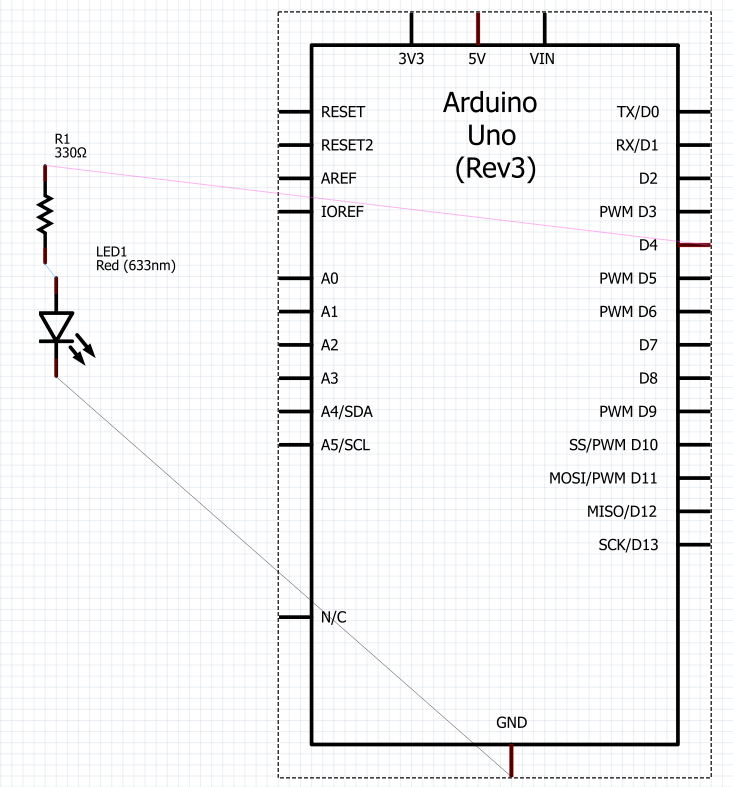 3V3
5V
VIN
Arduino
Uno
(Rev3)
RESET
RESET2
AREF
IOREF
A0
A1
A2
A3
A4/SDA
A5/SCL
N/C
TX/D0
RX/D1
D2
PWM D3
D4
PWM D5
PWM D6
D7
D8
PWM D9
SS/PWM D10
MOSI/PWM D11
MISO/D12
SCK/D13
GND
R1
330Ω
LED1
Red (633nm)